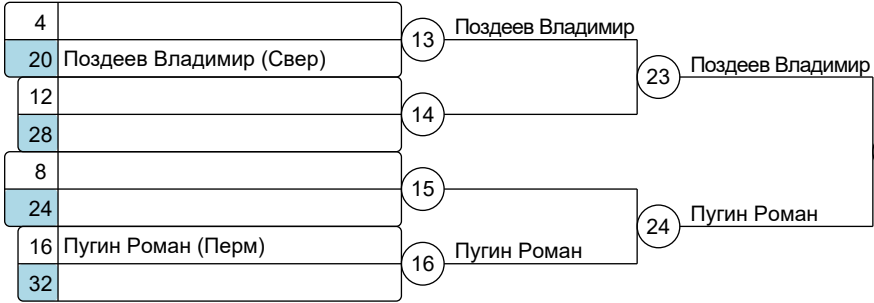 4
20 Поздеев Владимир (Свер)
12
28
8
24
16 Пугин Роман (Перм)
32
13 Поздеев Владимир
14
15
16 Пугин Роман
23 Поздеев Владимир
24 Пугин Роман